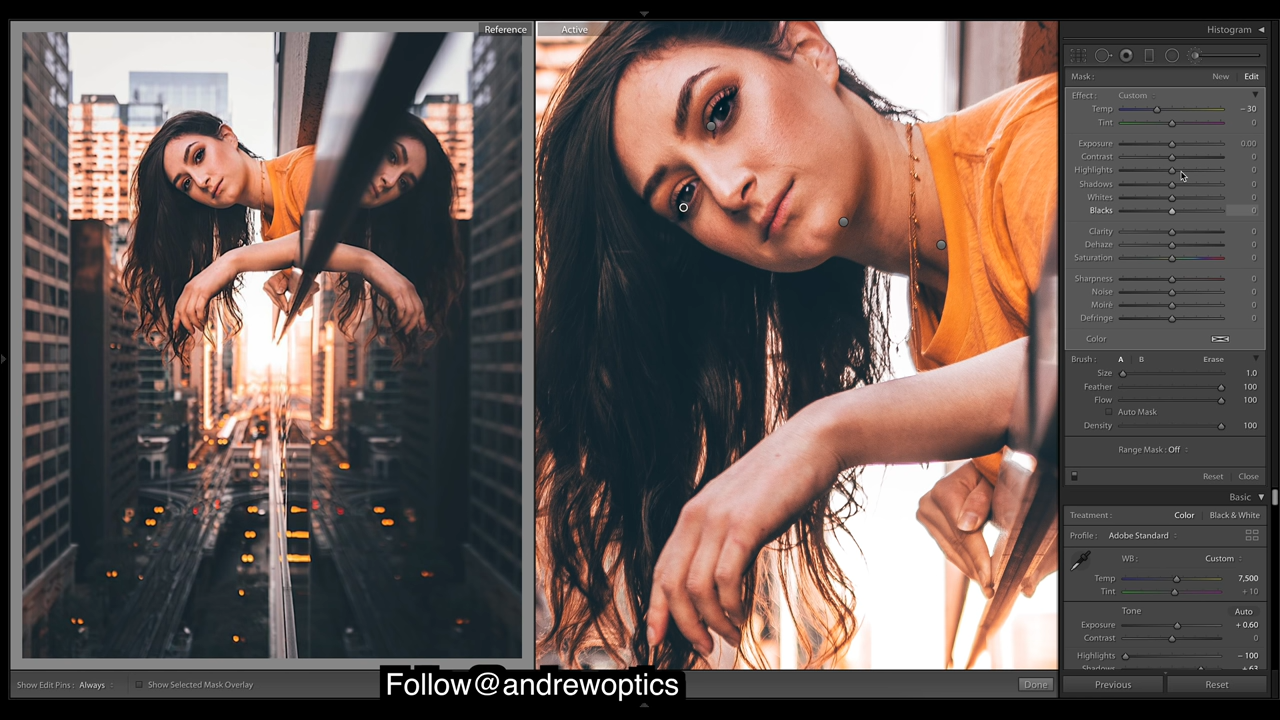 Reference
Active
Histogram
Mask : New Edit
Effect : Custom
Temp − 30
Tint 0
Exposure 0.00
Contrast 0
Highlights 0
Shadows 0
Whites 0
Blacks 0
Clarity 0
Dehaze 0
Saturation 0
Sharpness 0
Noise 0
Moiré 0
Defringe 0
Color
Brush : A B Erase
Size 1.0
Feather 100
Flow 100
Auto Mask
Density 100
Range Mask : Off
Reset Close
Basic
Treatment : Color Black & White
Profile : Adobe Standard
WB : Custom
Temp 7,500
Tint + 10
Tone Auto
Exposure + 0.60
Contrast 0
Highlights − 100
Shadows + 63
Show Edit Pins : Always Show Selected Mask Overlay
Follow@andrewoptics
Done
Previous Reset